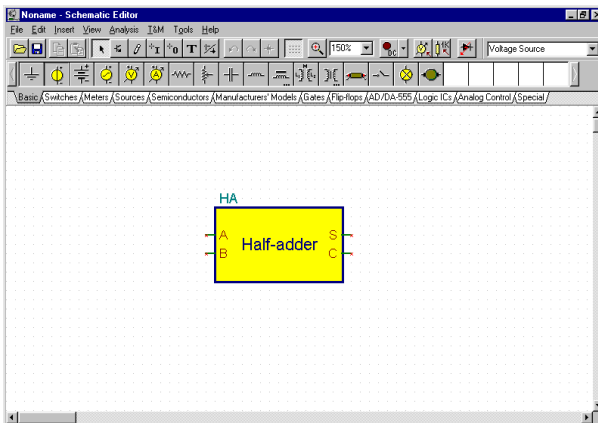 Noname - Schematic Editor
File Edit Insert View Analysis T&M Tools Help
150% Voltage Source
Basic Switches Meters Sources Semiconductors Manufacturers' Models Gates Flip-flops AD/DA-555 Logic ICs Analog Control Special
HA
A Half-adder S
B C